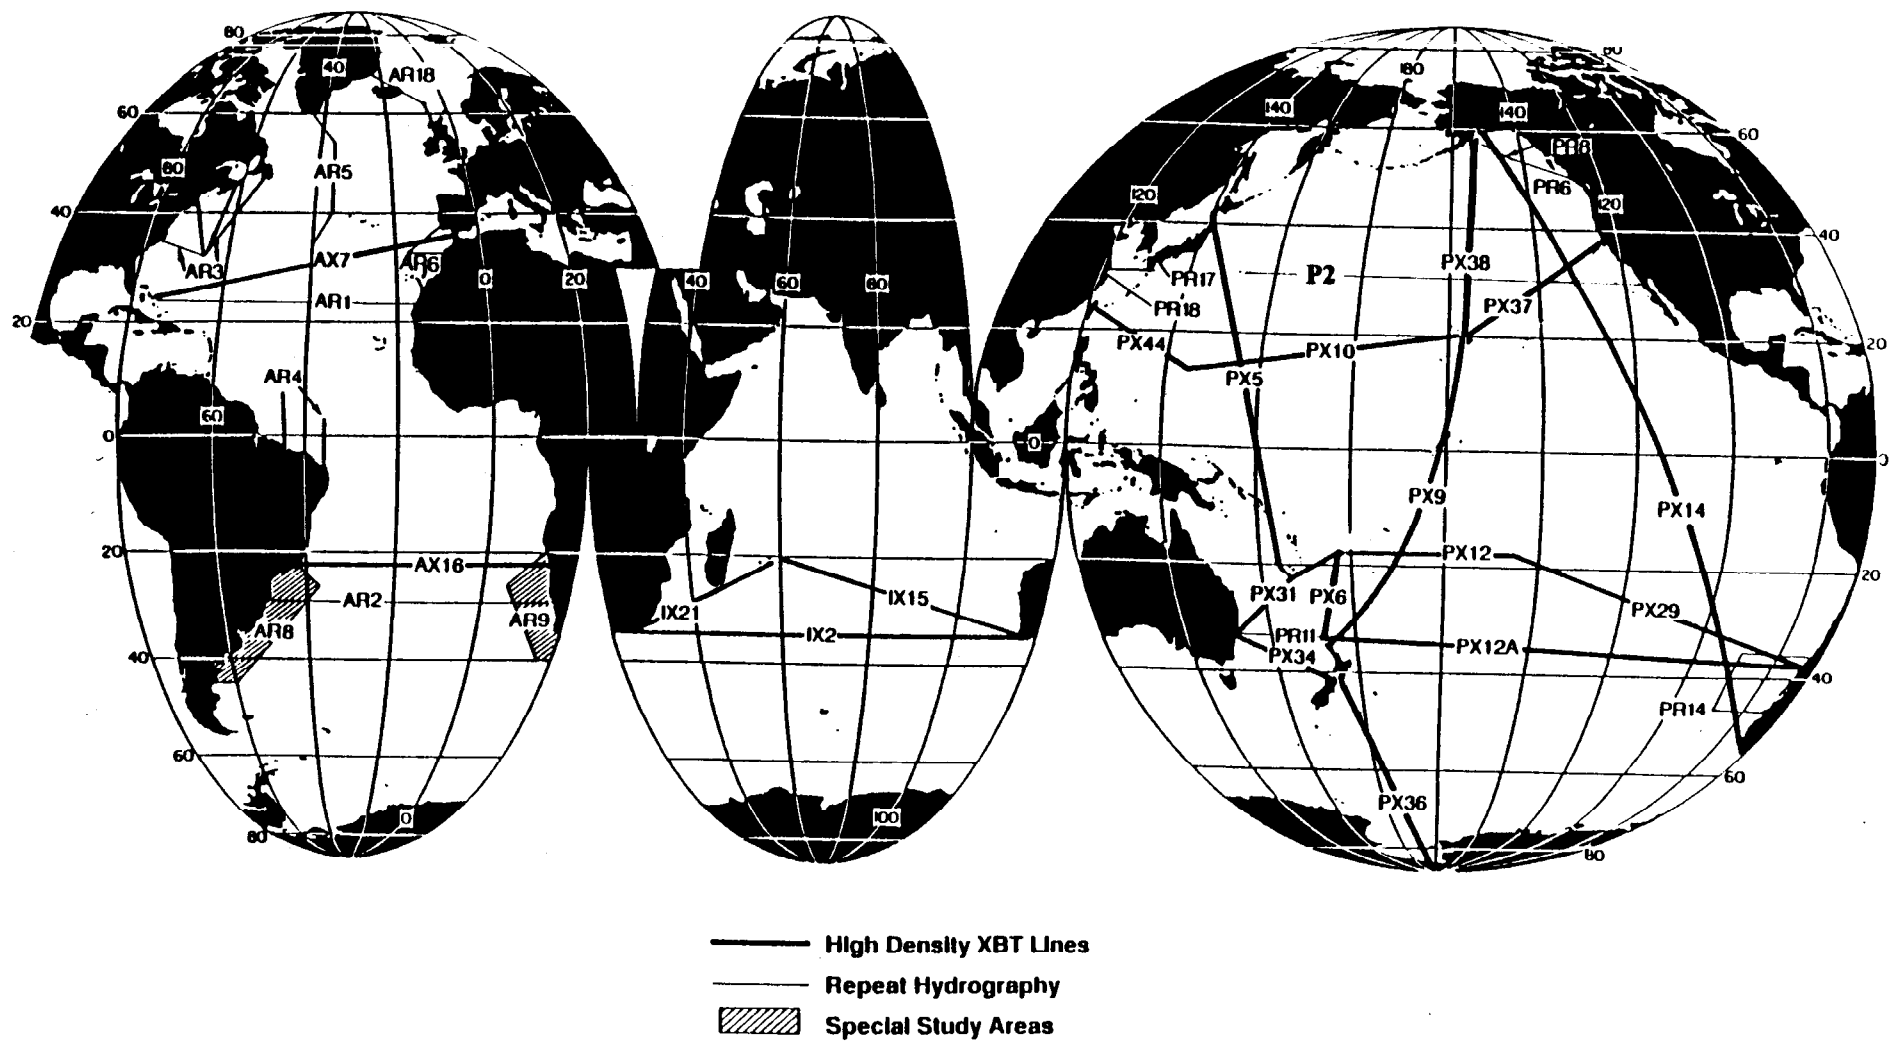 80
40
AR18
60
80
AR5
40
AR3
AX7
AR6
0
20
AR1
20
AR4
60
0
20
AX16
AR2
AR8
AR9
40
60
80
0
40
60
80
IX21
IX15
IX2
100
80
180
140
140
60
PR8
PR6
120
120
40
PX38
P2
PR17
PR18
PX37
PX44
PX10
20
PX5
0
0
PX9
PX14
PX12
20
PX31
PX6
PX29
PR11
PX34
PX12A
40
PR14
60
PX36
80
High Density XBT Lines
Repeat Hydrography
Special Study Areas